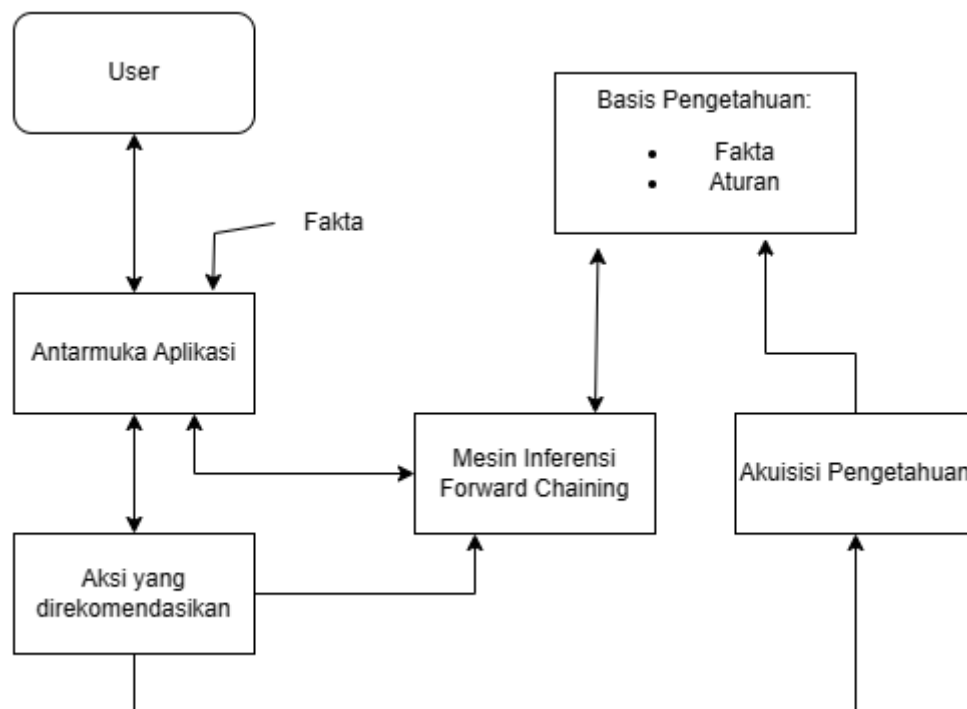 User
Basis Pengetahuan:
• Fakta
• Aturan
Fakta
Antarmuka Aplikasi
Mesin Inferensi
Forward Chaining
Akuisisi Pengetahuan
Aksi yang
direkomendasikan